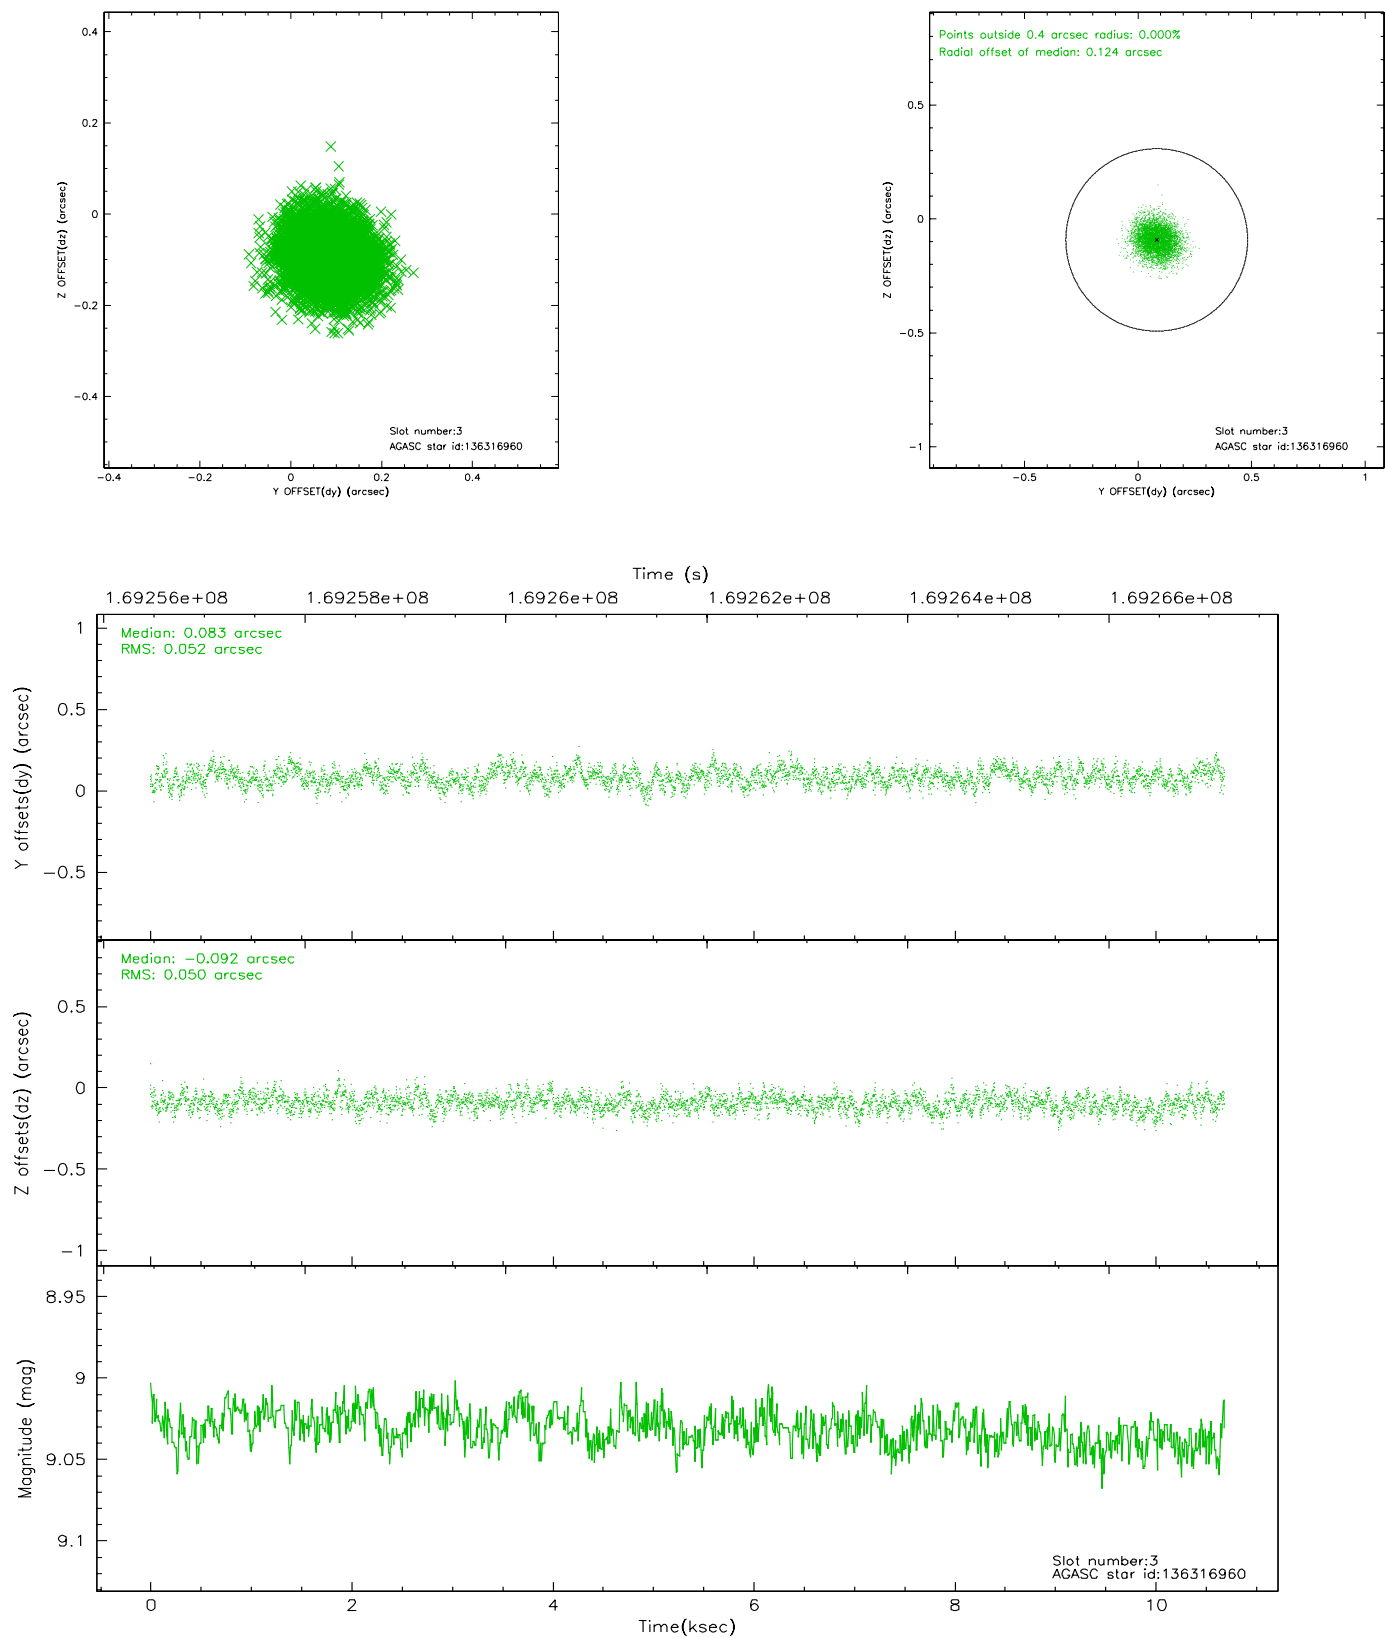 0.4
0.2
0
−0.2
−0.4
Z OFFSET(dz) (arcsec)
Slot number:3
AGASC star id:136316960
−0.4 −0.2 0 0.2 0.4
Y OFFSET(dy) (arcsec)
Points outside 0.4 arcsec radius: 0.000%
Radial offset of median: 0.124 arcsec
0.5
0
−0.5
−1
Z OFFSET(dz) (arcsec)
Slot number:3
AGASC star id:136316960
−0.5 0 0.5 1
Y OFFSET(dy) (arcsec)
Time (s)
1.69256e+08 1.69258e+08 1.6926e+08 1.69262e+08 1.69264e+08 1.69266e+08
Median: 0.083 arcsec
RMS: 0.052 arcsec
1
0.5
0
−0.5
Y offsets(dy) (arcsec)
Median: −0.092 arcsec
RMS: 0.050 arcsec
0.5
0
−0.5
−1
Z offsets(dz) (arcsec)
8.95
9
9.05
9.1
Magnitude (mag)
Slot number:3
AGASC star id:136316960
0 2 4 6 8 10
Time(ksec)